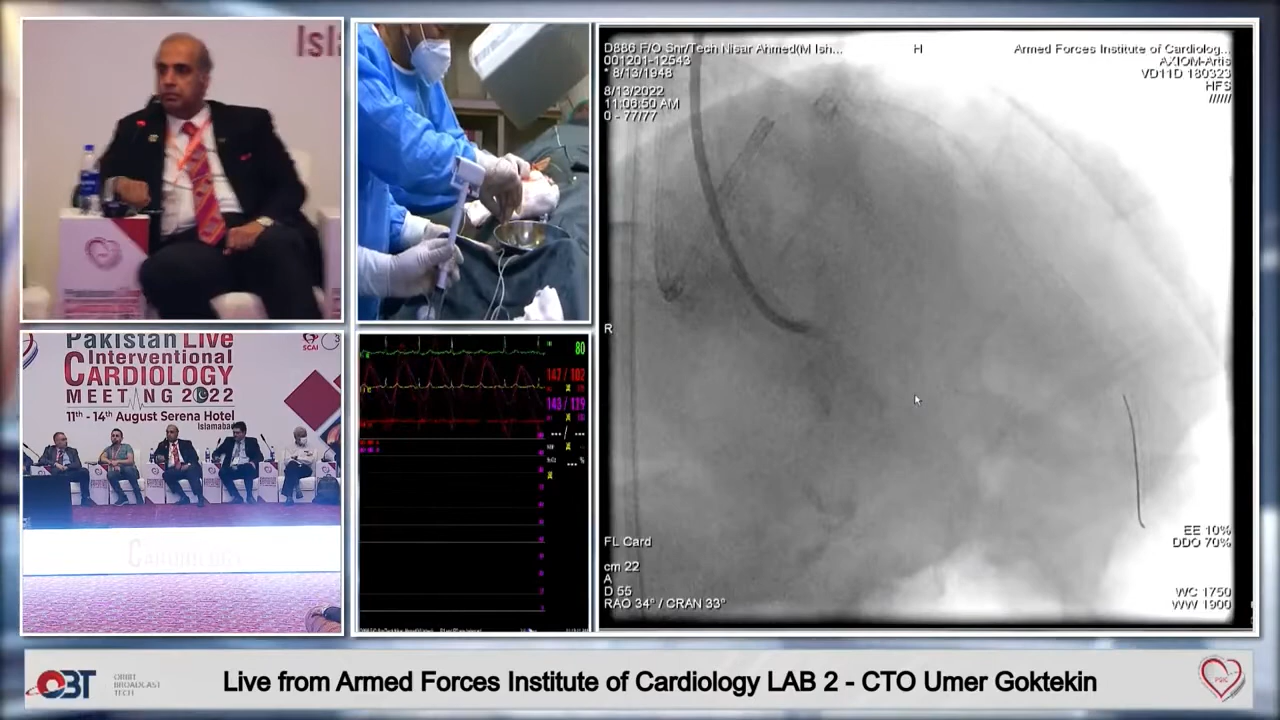 Isl
Pakistan Live
Interventional
CARDIOLOGY
MEETING 2022
11th - 14th August Serena Hotel
Islamabad
SCAI
CARDIOLOGY
80
147 / 102
143 / 119
--- / ---
--- %
D886 F/O Snr/Tech Nisar Ahmed(M Ish...
001201-12543
* 8/13/1948
8/13/2022
11:06:50 AM
0 - 77/77
H
Armed Forces Institute of Cardiolog...
AXIOM-Artis
VD11D 180323
HFS
//////
R
FL Card
cm 22
A
D 55
RAO 34° / CRAN 33°
EE 10%
DDO 70%
WC 1750
WW 1900
OBT
ORBIT
BROADCAST
TECH
Live from Armed Forces Institute of Cardiology LAB 2 - CTO Umer Goktekin